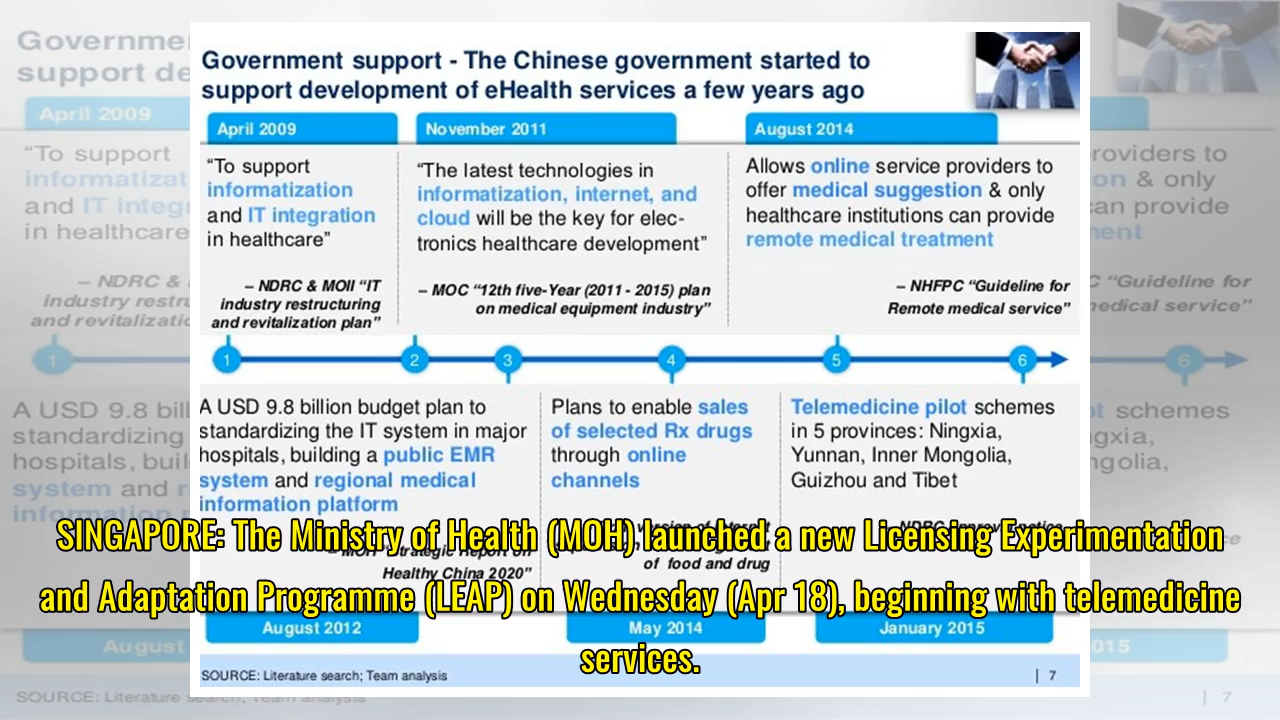 Government support - The Chinese government started to
support development of eHealth services a few years ago
April 2009
November 2011
August 2014
“To support
informatization
and IT integration
in healthcare”
– NDRC & MOII “IT
industry restructuring
and revitalization plan”
“The latest technologies in
informatization, internet, and
cloud will be the key for elec-
tronics healthcare development”
– MOC “12th five-Year (2011 - 2015) plan
on medical equipment industry”
Allows online service providers to
offer medical suggestion & only
healthcare institutions can provide
remote medical treatment
– NHFPC “Guideline for
Remote medical service”
1
2
3
4
5
6
A USD 9.8 billion budget plan to
standardizing the IT system in major
hospitals, building a public EMR
system and regional medical
information platform
– MOH “Strategic Report on
Healthy China 2020”
Plans to enable sales
of selected Rx drugs
through online
channels
version of
of food and drug
Telemedicine pilot schemes
in 5 provinces: Ningxia,
Yunnan, Inner Mongolia,
Guizhou and Tibet
SINGAPORE: The Ministry of Health (MOH) launched a new Licensing Experimentation
and Adaptation Programme (LEAP) on Wednesday (Apr 18), beginning with telemedicine
services.
August 2012
May 2014
January 2015
SOURCE: Literature search; Team analysis
| 7